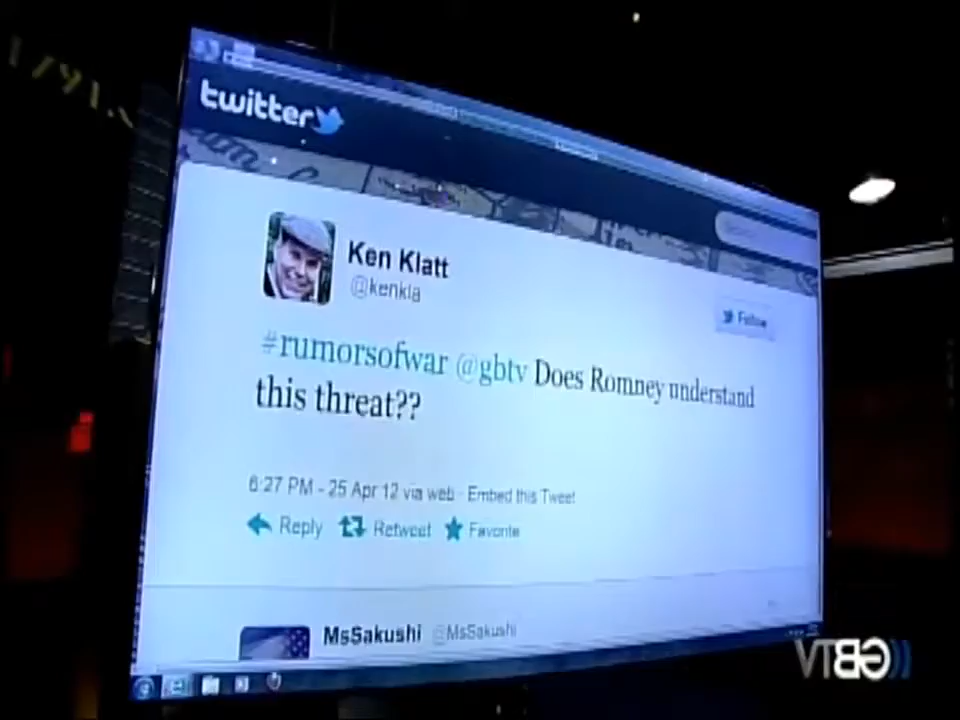 1791
twitter
Ken Klatt
@kenkla
Follow
#rumorsofwar @gbtv Does Romney understand
this threat??
6:27 PM - 25 Apr 12 via web · Embed this Tweet
Reply Retweet Favorite
MsSakushi @MsSakushi
GBTV